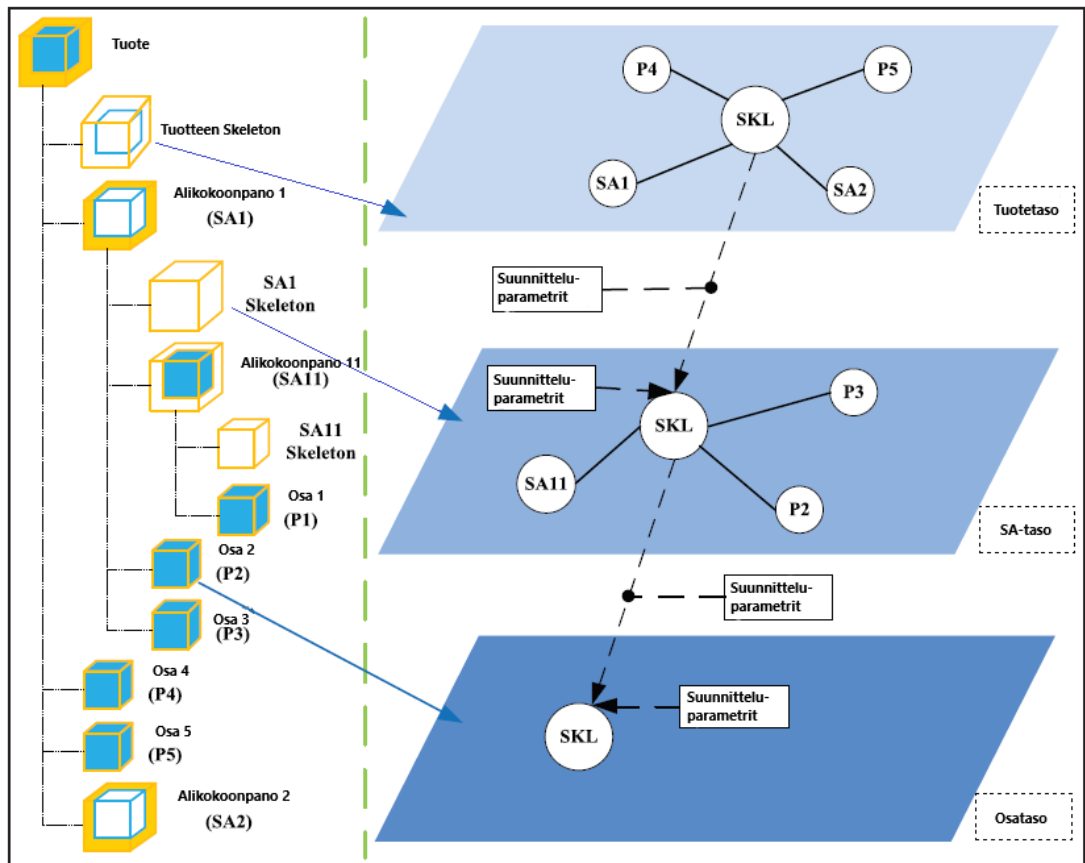 Tuote
Tuotteen Skeleton
Alikokoonpano 1
(SA1)
SA1
Skeleton
Alikokoonpano 11
(SA11)
SA11
Skeleton
Osa 1
(P1)
Osa 2
(P2)
Osa 3
(P3)
Osa 4
(P4)
Osa 5
(P5)
Alikokoonpano 2
(SA2)
P4
P5
SKL
SA1
SA2
Tuotetaso
Suunnittelu-
parametrit
Suunnittelu-
parametrit
P3
SKL
SA11
P2
SA-taso
Suunnittelu-
parametrit
Suunnittelu-
parametrit
SKL
Osataso